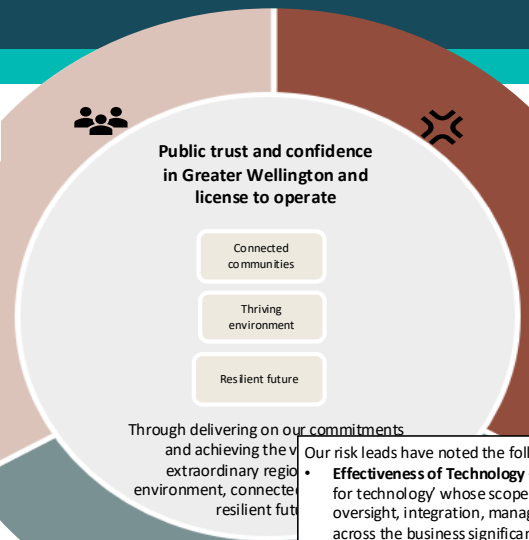 Public trust and confidence
in Greater Wellington and
license to operate
Connected
communities
Thriving
environment
Resilient future
Through delivering on our commitments
and achieving the v
extraordinary regio
environment, connected
resilient futu
Our risk leads have noted the foll
• Effectiveness of Technology
for technology' whose scope
oversight, integration, manag
across the business significan